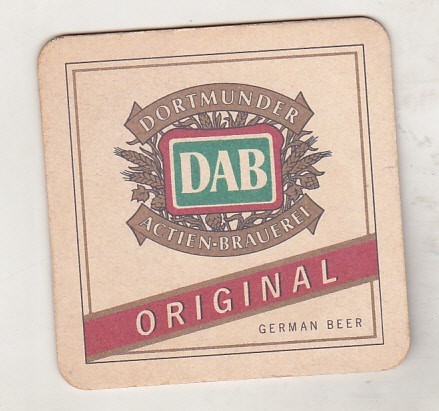 DORTMUNDER
DAB
ACTIEN-BRAUEREI
ORIGINAL
GERMAN BEER